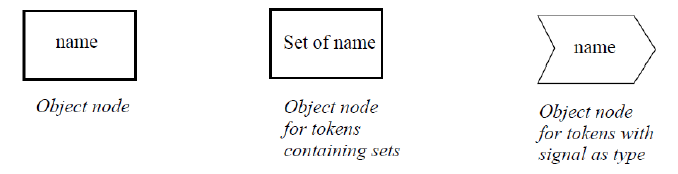 name
Set of name
name
Object node
Object node
for tokens
containing sets
Object node
for tokens with
signal as type